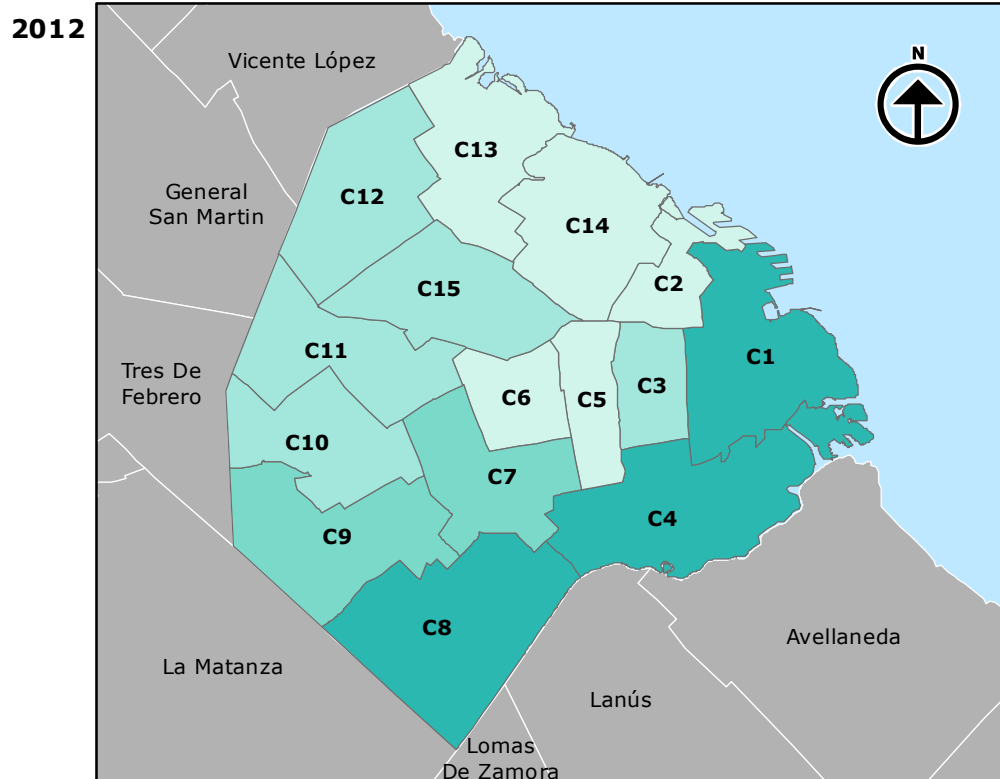 2012
Vicente López
N
C13
General
San Martin
C12
C14
C2
C15
C11
C1
Tres De
Febrero
C6
C5
C3
C10
C7
C4
C9
C8
Avellaneda
La Matanza
Lanús
Lomas
De Zamora